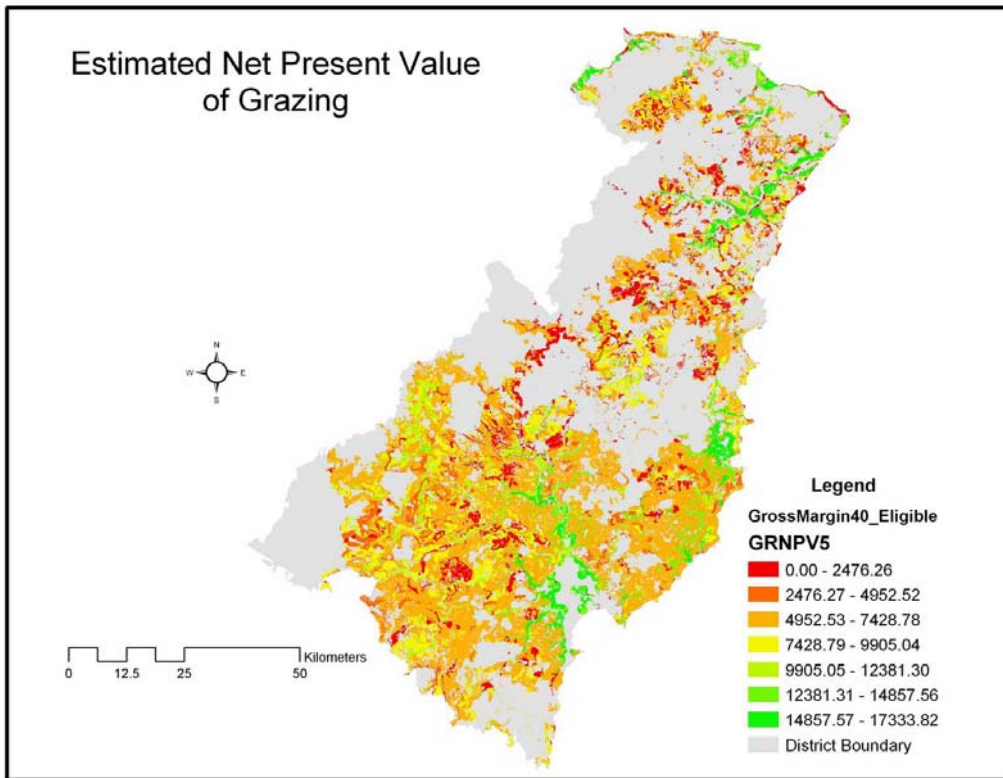 Estimated Net Present Value
of Grazing
N
W E
S
Kilometers
0 12.5 25 50
Legend
GrossMargin40_Eligible
GRNPV5
0.00 - 2476.26
2476.27 - 4952.52
4952.53 - 7428.78
7428.79 - 9905.04
9905.05 - 12381.30
12381.31 - 14857.56
14857.57 - 17333.82
District Boundary